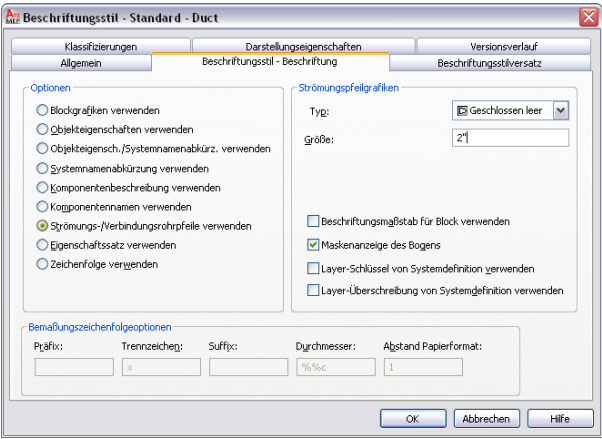 Beschriftungsstil - Standard - Duct
Klassifizierungen
Darstellungseigenschaften
Versionsverlauf
Allgemein
Beschriftungsstil - Beschriftung
Beschriftungsstilversatz
Optionen
Blockgrafiken verwenden
Objekteigenschaften verwenden
Objekteigensch./Systemnamenabkürz. verwenden
Systemnamenabkürzung verwenden
Komponentenbeschreibung verwenden
Komponentennamen verwenden
Strömungs-/Verbindungsrohrpfeile verwenden
Eigenschaftssatz verwenden
Zeichenfolge verwenden
Strömungspfeilgrafiken
Typ:
Geschlossen leer
Größe:
2"
Beschriftungsmaßstab für Block verwenden
Maskenanzeige des Bogens
Layer-Schlüssel von Systemdefinition verwenden
Layer-Überschreibung von Systemdefinition verwenden
Bemaßungszeichenfolgeoptionen
Präfix:
Trennzeichen:
Suffix:
Durchmesser:
Abstand Papierformat:
x
%%c
1
OK
Abbrechen
Hilfe